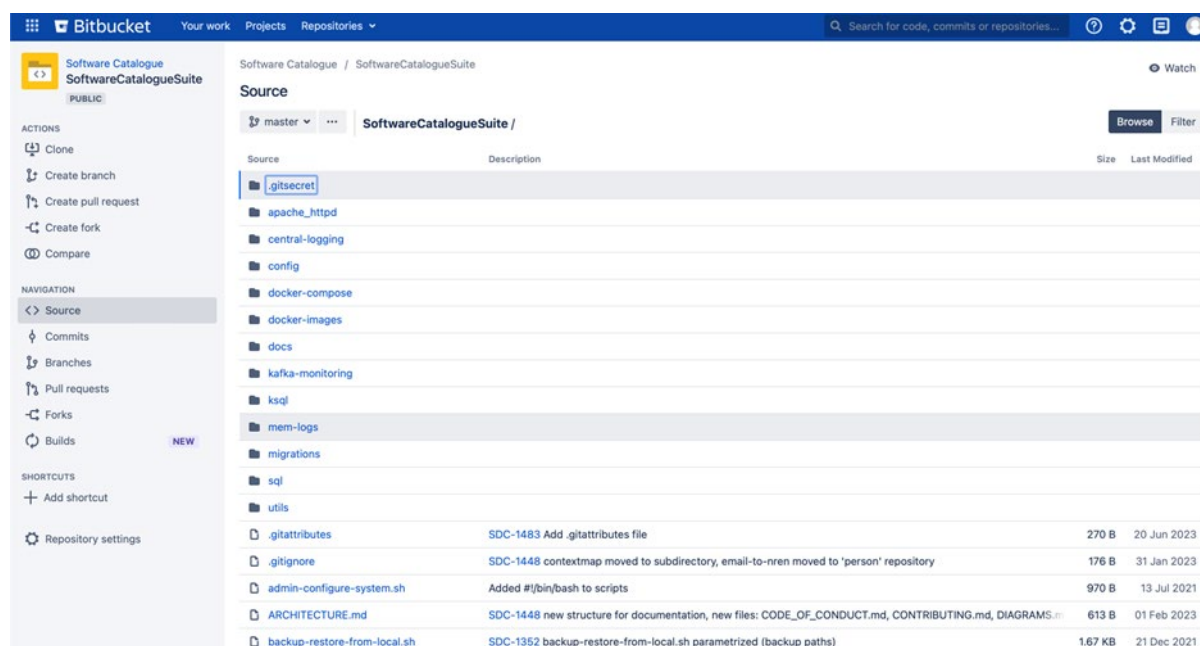 Bitbucket Your work Projects Repositories Search for code, commits or repositories...
Software Catalogue
SoftwareCatalogueSuite
PUBLIC
Software Catalogue / SoftwareCatalogueSuite
Watch
Source
master ... SoftwareCatalogueSuite / Browse Filter
ACTIONS
Clone
Create branch
Create pull request
Create fork
Compare
NAVIGATION
Source
Commits
Branches
Pull requests
Forks
Builds NEW
SHORTCUTS
Add shortcut
Repository settings
Source Description Size Last Modified
.gitsecret
apache_httpd
central-logging
config
docker-compose
docker-images
docs
kafka-monitoring
ksql
mem-logs
migrations
sql
utils
.gitattributes SDC-1483 Add .gitattributes file 270 B 20 Jun 2023
.gitignore SDC-1448 contextmap moved to subdirectory, email-to-nren moved to 'person' repository 176 B 31 Jan 2023
admin-configure-system.sh Added #!/bin/bash to scripts 970 B 13 Jul 2021
ARCHITECTURE.md SDC-1448 new structure for documentation, new files: CODE_OF_CONDUCT.md, CONTRIBUTING.md, DIAGRAMS.m 613 B 01 Feb 2023
backup-restore-from-local.sh SDC-1352 backup-restore-from-local.sh parametrized (backup paths) 1.67 KB 21 Dec 2021